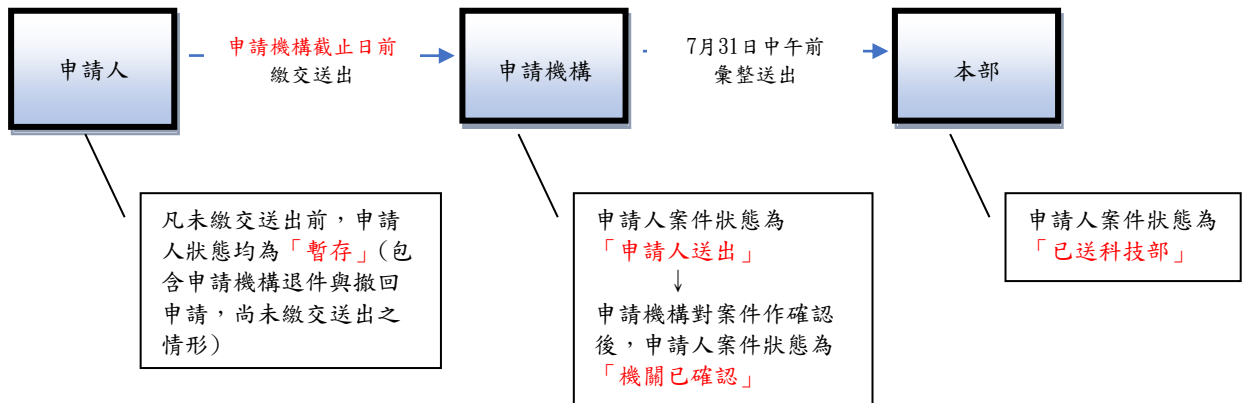 申請人
申請機構截止日前
繳交送出
申請機構
7月31日中午前
彙整送出
本部
凡未繳交送出前，申請
人狀態均為「暫存」(包
含申請機構退件與撤回
申請，尚未繳交送出之
情形)
申請人案件狀態為
「申請人送出」
↓
申請機構對案件作確認
後，申請人案件狀態為
「機關已確認」
申請人案件狀態為
「已送科技部」